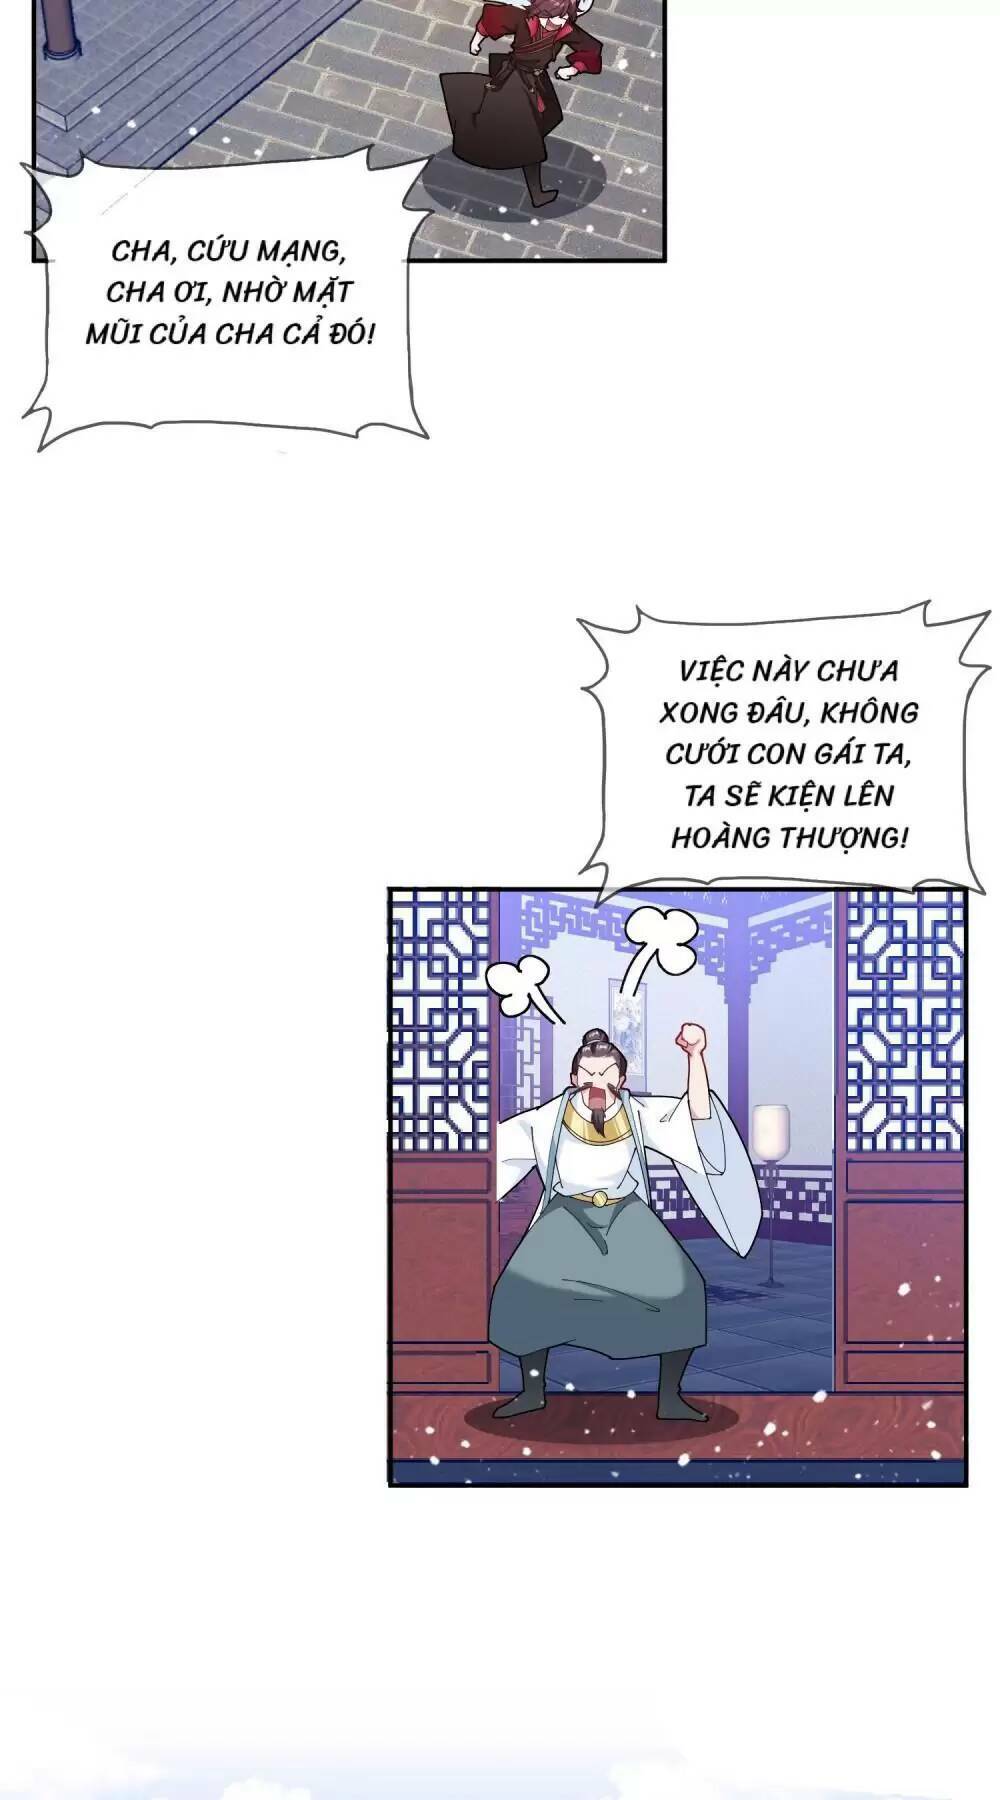 CHA, CỨU MẠNG,
CHA ƠI, NHỜ MẶT
MŨI CỦA CHA CẢ ĐÓ!
VIỆC NÀY CHƯA
XONG ĐÂU, KHÔNG
CƯỚI CON GÁI TA,
TA SẼ KIỆN LÊN
HOÀNG THƯỢNG!